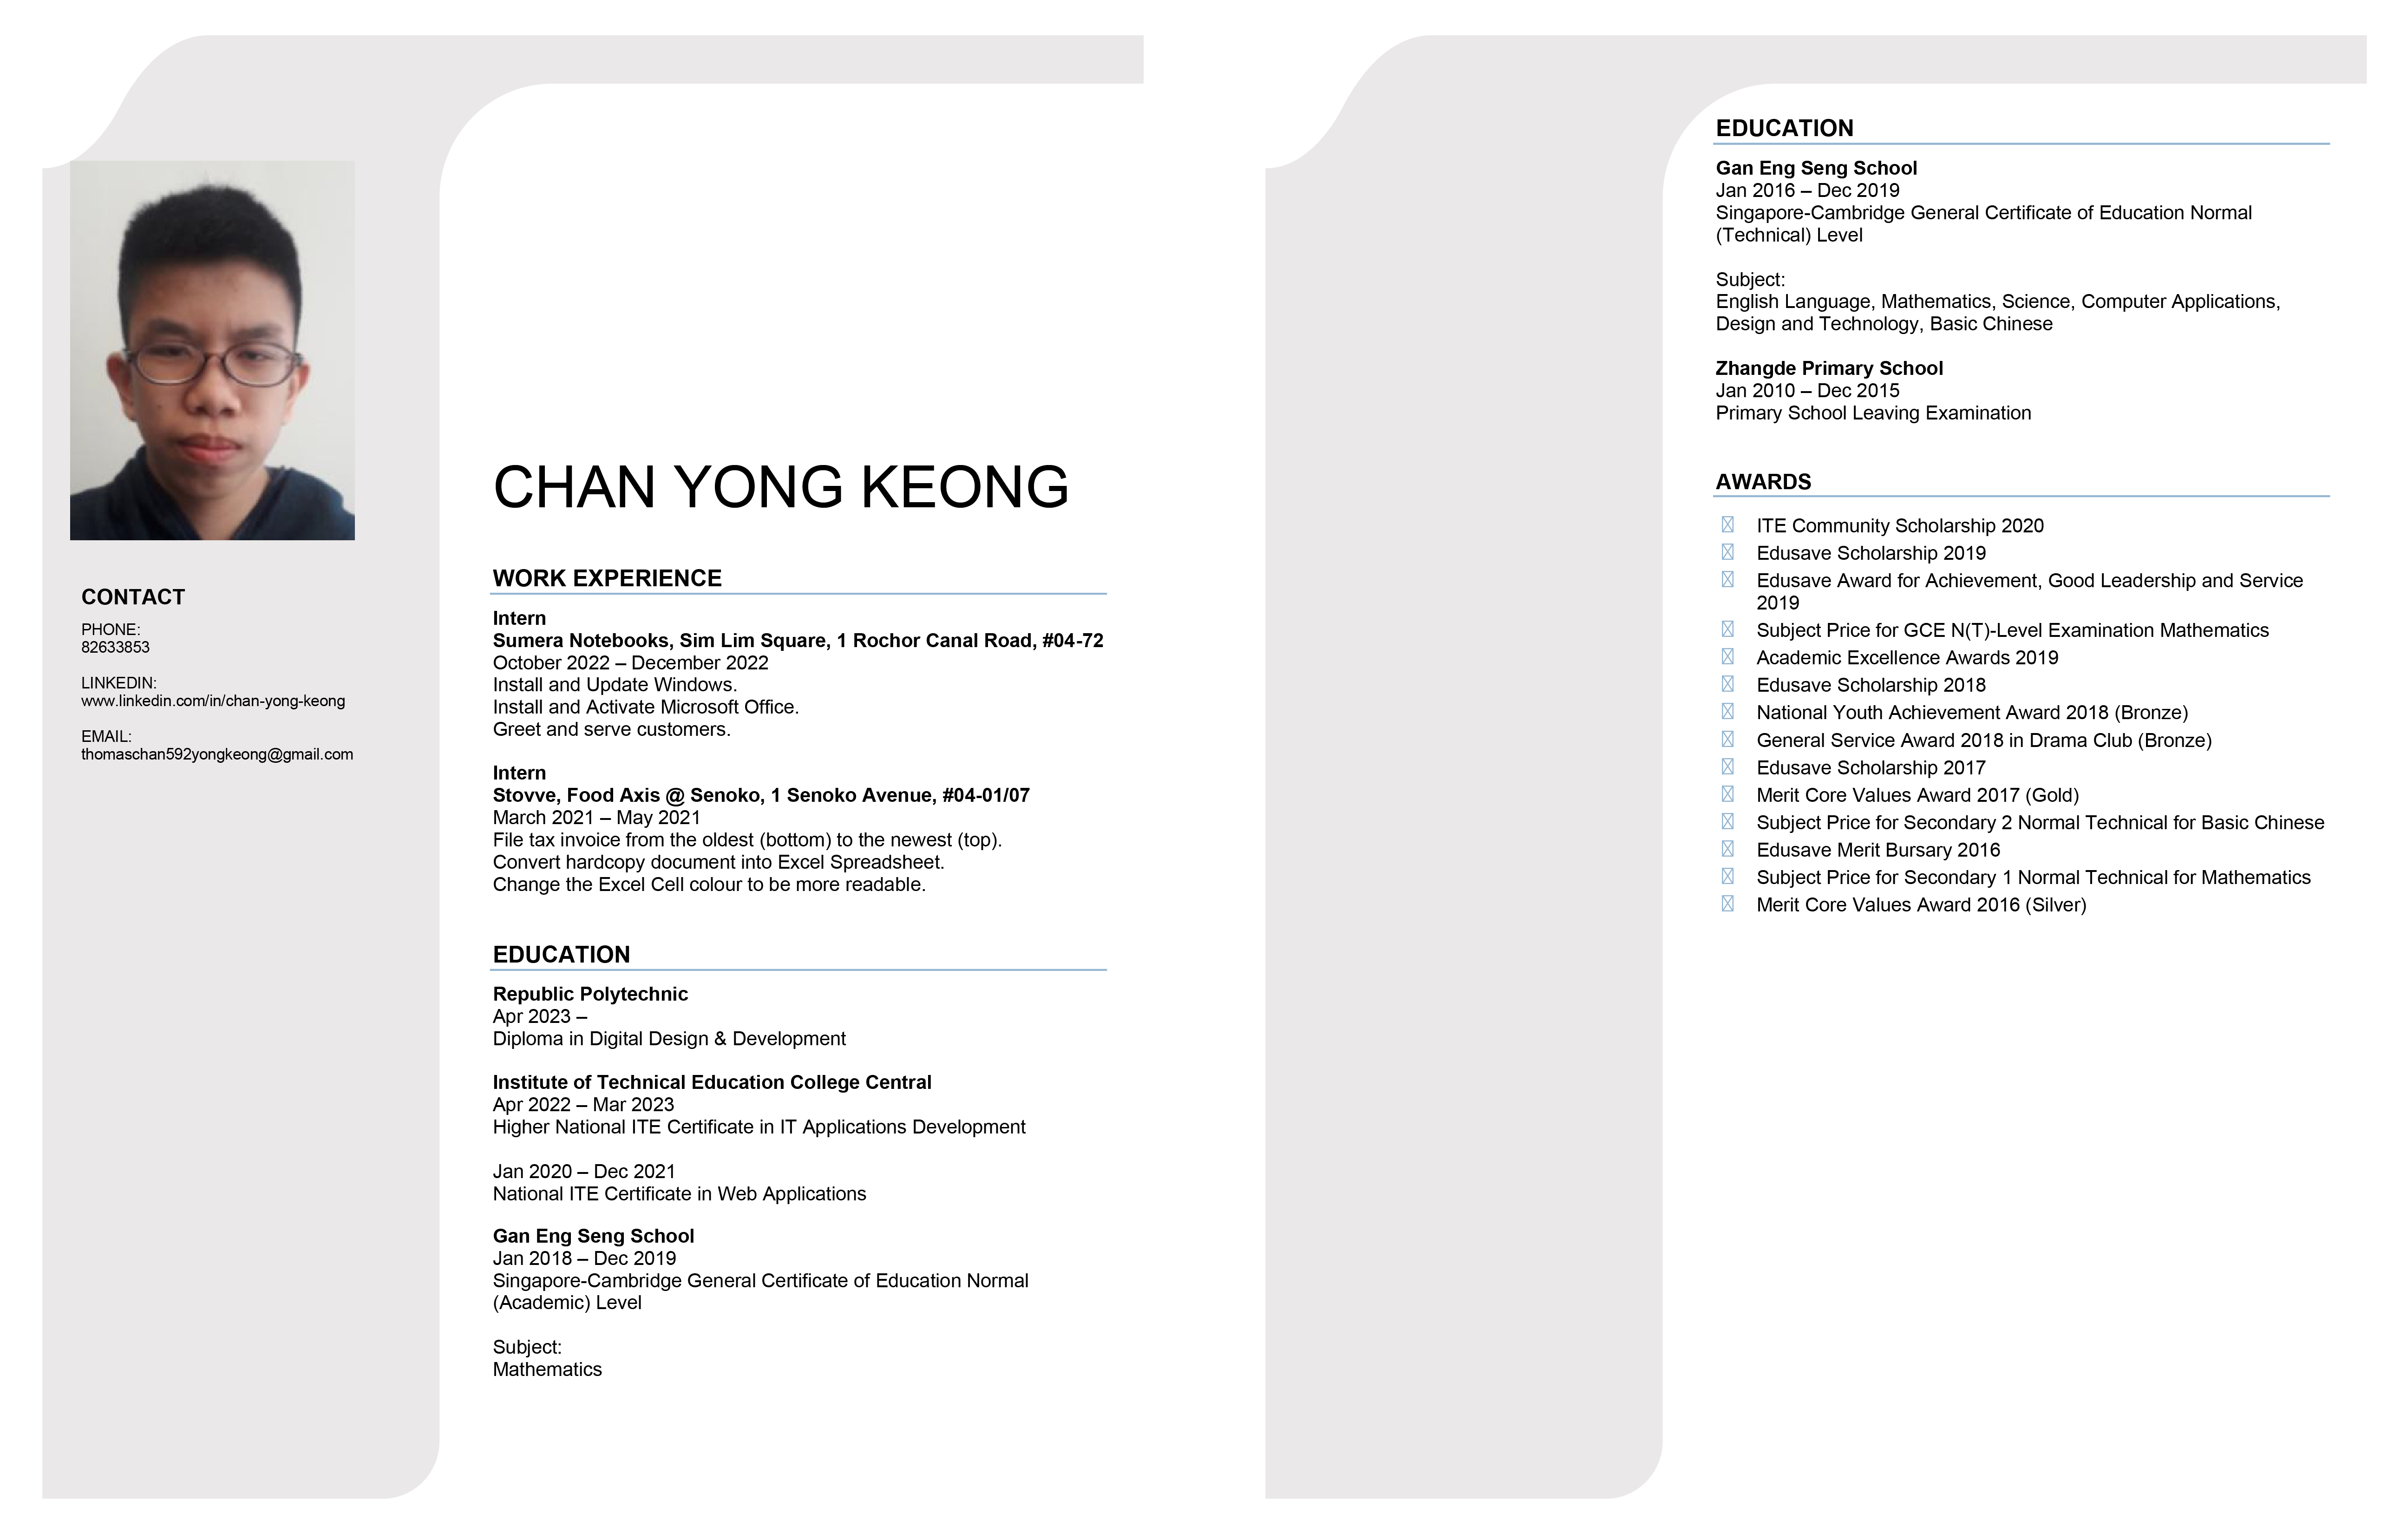 CHAN YONG KEONG
CONTACT
PHONE:
82633853
LINKEDIN:
www.linkedin.com/in/chan-yong-keong
EMAIL:
thomaschan592yongkeong@gmail.com
WORK EXPERIENCE
Intern
Sumera Notebooks, Sim Lim Square, 1 Rochor Canal Road, #04-72
October 2022 – December 2022
Install and Update Windows.
Install and Activate Microsoft Office.
Greet and serve customers.
Intern
Stovve, Food Axis @ Senoko, 1 Senoko Avenue, #04-01/07
March 2021 – May 2021
File tax invoice from the oldest (bottom) to the newest (top).
Convert hardcopy document into Excel Spreadsheet.
Change the Excel Cell colour to be more readable.
EDUCATION
Republic Polytechnic
Apr 2023 –
Diploma in Digital Design & Development
Institute of Technical Education College Central
Apr 2022 – Mar 2023
Higher National ITE Certificate in IT Applications Development
Jan 2020 – Dec 2021
National ITE Certificate in Web Applications
Gan Eng Seng School
Jan 2018 – Dec 2019
Singapore-Cambridge General Certificate of Education Normal
(Academic) Level
Subject:
Mathematics
EDUCATION
Gan Eng Seng School
Jan 2016 – Dec 2019
Singapore-Cambridge General Certificate of Education Normal
(Technical) Level
Subject:
English Language, Mathematics, Science, Computer Applications,
Design and Technology, Basic Chinese
Zhangde Primary School
Jan 2010 – Dec 2015
Primary School Leaving Examination
AWARDS
ITE Community Scholarship 2020
Edusave Scholarship 2019
Edusave Award for Achievement, Good Leadership and Service
2019
Subject Price for GCE N(T)-Level Examination Mathematics
Academic Excellence Awards 2019
Edusave Scholarship 2018
National Youth Achievement Award 2018 (Bronze)
General Service Award 2018 in Drama Club (Bronze)
Edusave Scholarship 2017
Merit Core Values Award 2017 (Gold)
Subject Price for Secondary 2 Normal Technical for Basic Chinese
Edusave Merit Bursary 2016
Subject Price for Secondary 1 Normal Technical for Mathematics
Merit Core Values Award 2016 (Silver)